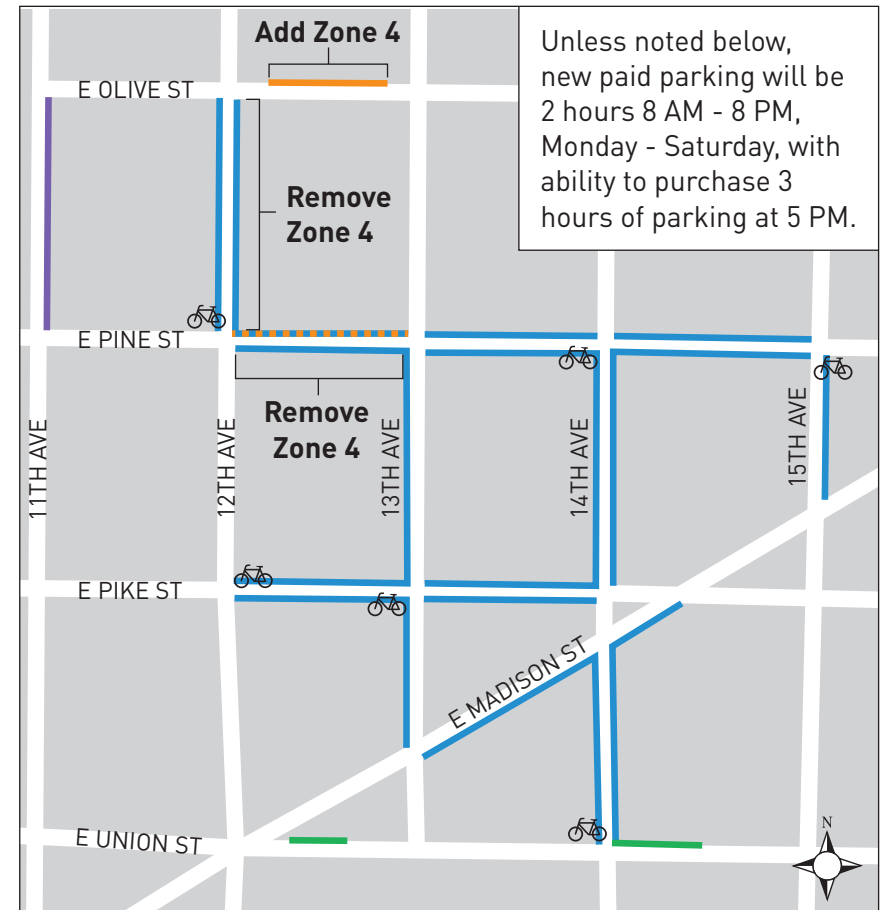 Add Zone 4
Unless noted below,
new paid parking will be
2 hours 8 AM - 8 PM,
Monday - Saturday, with
ability to purchase 3
hours of parking at 5 PM.
E OLIVE ST
Remove
Zone 4
E PINE ST
Remove
Zone 4
11TH AVE
12TH AVE
13TH AVE
14TH AVE
15TH AVE
E PIKE ST
E MADISON ST
E UNION ST
N